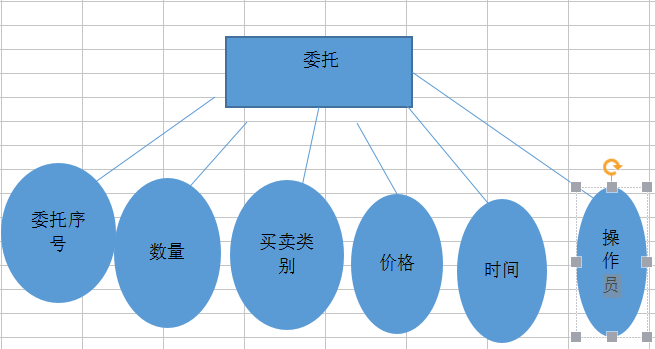 委托
委托序
号
数量
买卖类
别
价格
时间
操
作
员